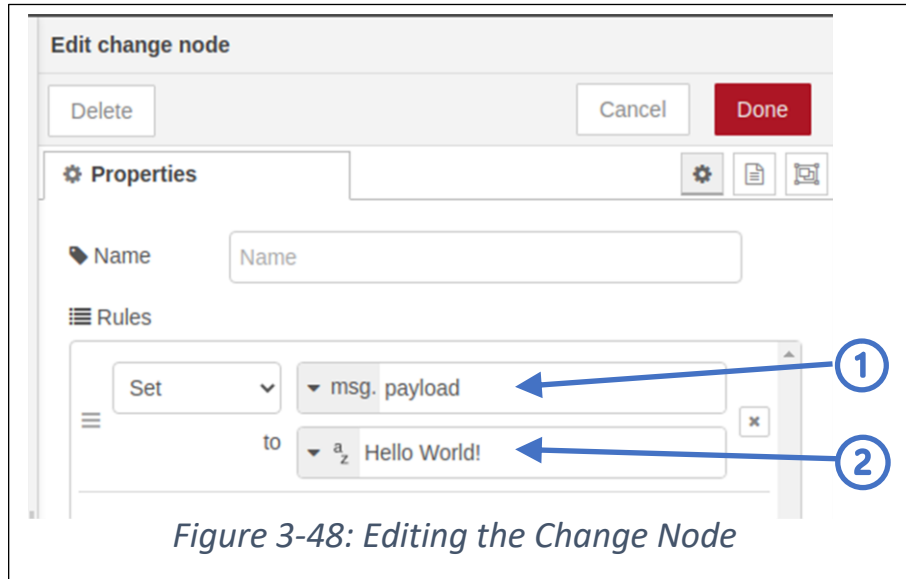 Edit change node
Delete
Cancel
Done
Properties
Name
Name
Rules
Set
msg. payload
1
to
az Hello World!
2
Figure 3-48: Editing the Change Node